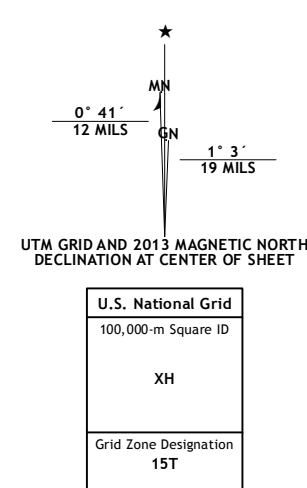 ★
MN
0° 41´
12 MILS
GN
1° 3´
19 MILS
UTM GRID AND 2013 MAGNETIC NORTH
DECLINATION AT CENTER OF SHEET
U.S. National Grid
100,000-m Square ID
XH
Grid Zone Designation
15T